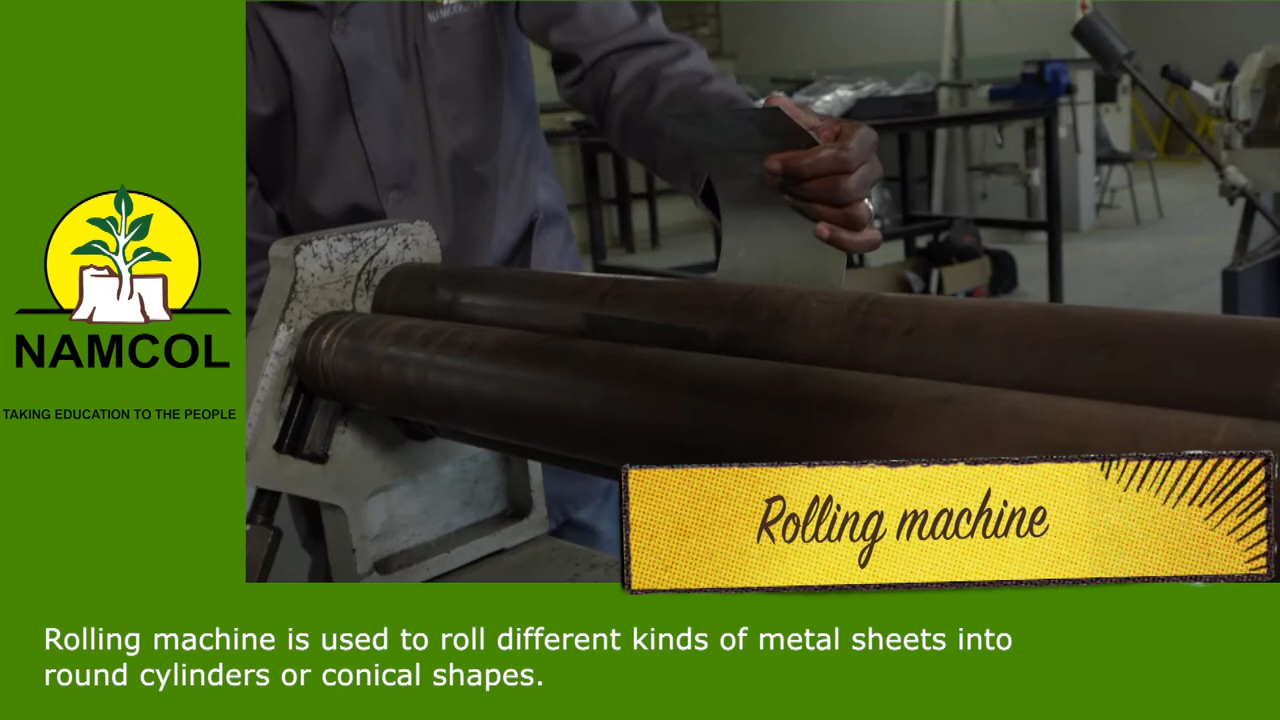 NAMCOL
TAKING EDUCATION TO THE PEOPLE
Rolling machine
Rolling machine is used to roll different kinds of metal sheets into
round cylinders or conical shapes.